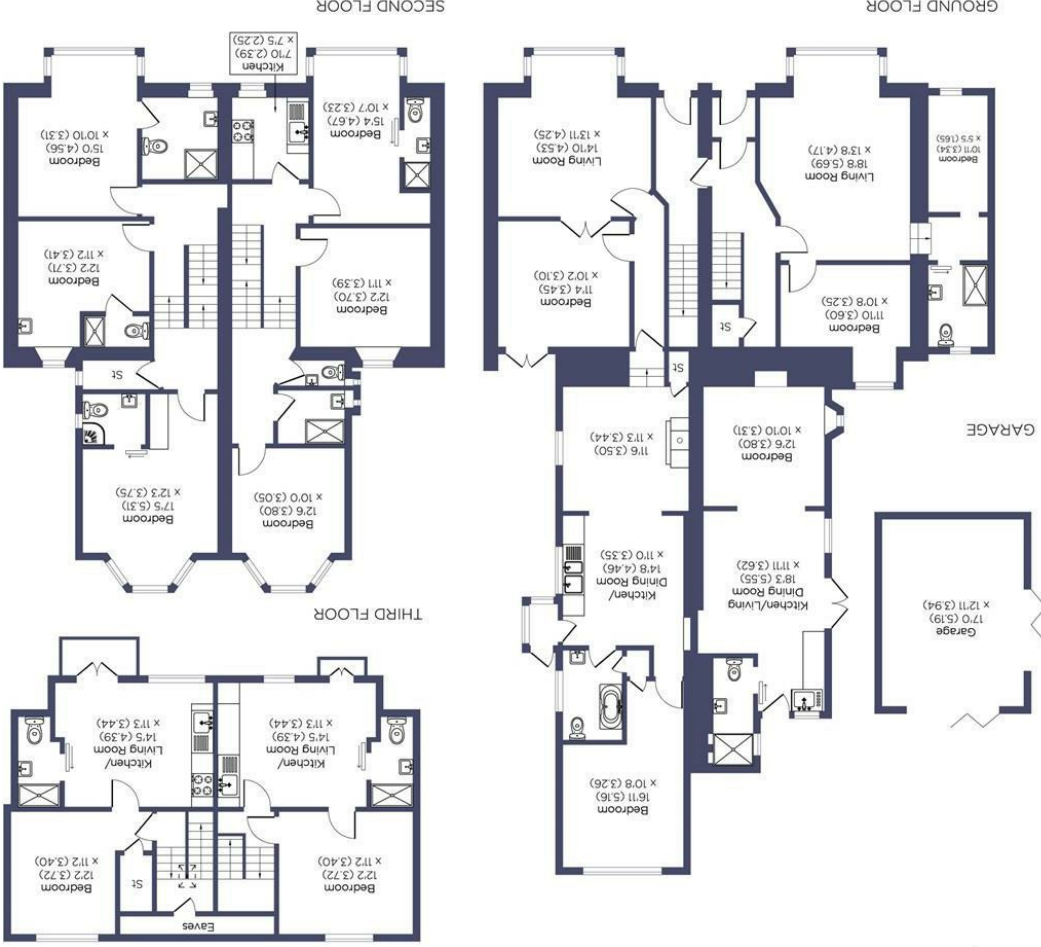 Garage
17'0 (5.19)
x 12'11 (3.94)
GARAGE
Bedroom
16'11 (5.16)
x 10'8 (3.26)
Kitchen/Living
Dining Room
18'3 (5.55)
x 11'11 (3.62)
Kitchen/
Dining Room
14'8 (4.46)
x 11'0 (3.35)
Bedroom
12'6 (3.80)
x 10'10 (3.31)
11'6 (3.50)
x 11'3 (3.44)
St
St
Bedroom
11'10 (3.60)
x 10'8 (3.25)
Bedroom
11'4 (3.45)
x 10'2 (3.10)
Bedroom
10'11 (3.34)
x 5'5 (1.65)
Living Room
18'8 (5.69)
x 13'8 (4.17)
Living Room
14'10 (4.53)
x 13'11 (4.25)
GROUND FLOOR
Eaves
Bedroom
12'2 (3.72)
x 11'2 (3.40)
St
Bedroom
12'2 (3.72)
x 11'2 (3.40)
Kitchen/
Living Room
14'5 (4.39)
x 11'3 (3.44)
Kitchen/
Living Room
14'5 (4.39)
x 11'3 (3.44)
THIRD FLOOR
Bedroom
12'6 (3.80)
x 10'0 (3.05)
Bedroom
17'5 (5.31)
x 12'3 (3.75)
St
Bedroom
12'2 (3.70)
x 11'1 (3.39)
Bedroom
12'2 (3.71)
x 11'2 (3.41)
Bedroom
15'4 (4.67)
x 10'7 (3.23)
Kitchen
7'10 (2.39)
x 7'5 (2.25)
Bedroom
15'0 (4.56)
x 10'10 (3.31)
SECOND FLOOR